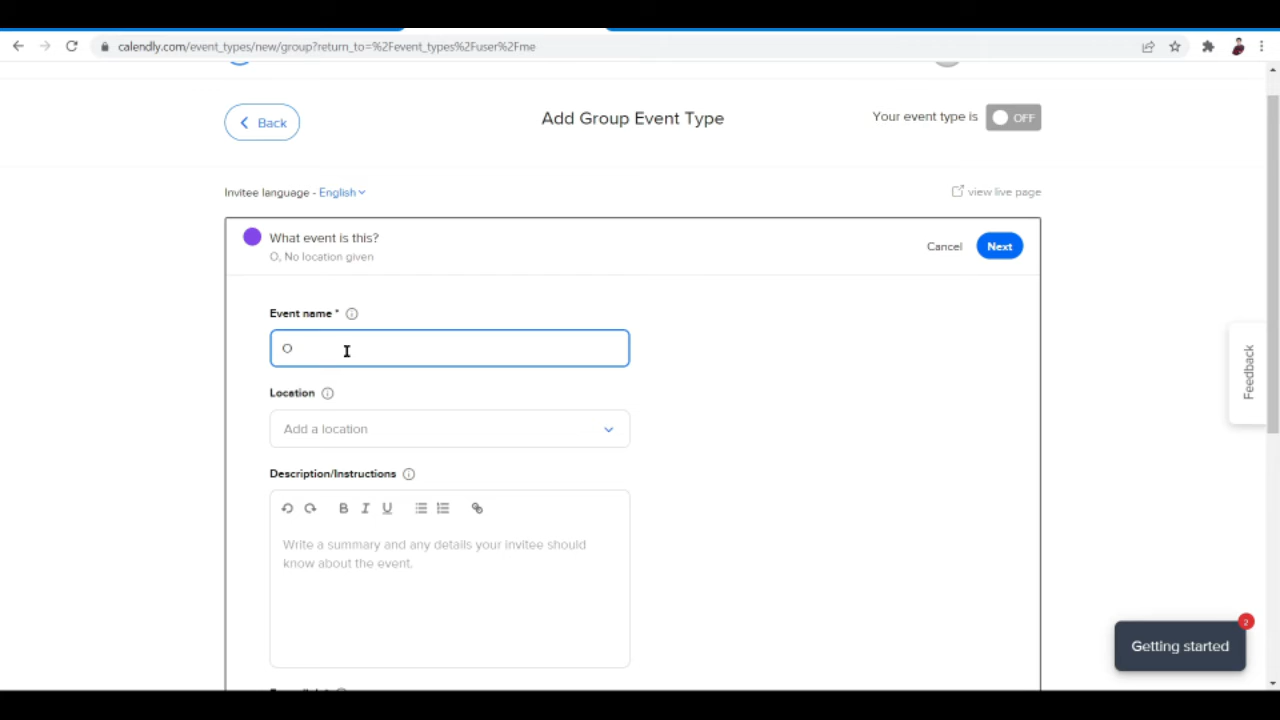 calendly.com/event_types/new/group?return_to=%2Fevent_types%2Fuser%2Fme
Back
Add Group Event Type
Your event type is OFF
Invitee language - English
view live page
What event is this?
O, No location given
Cancel
Next
Event name *
O
Location
Add a location
Description/Instructions
B I U
Write a summary and any details your invitee should
know about the event.
Feedback
2
Getting started